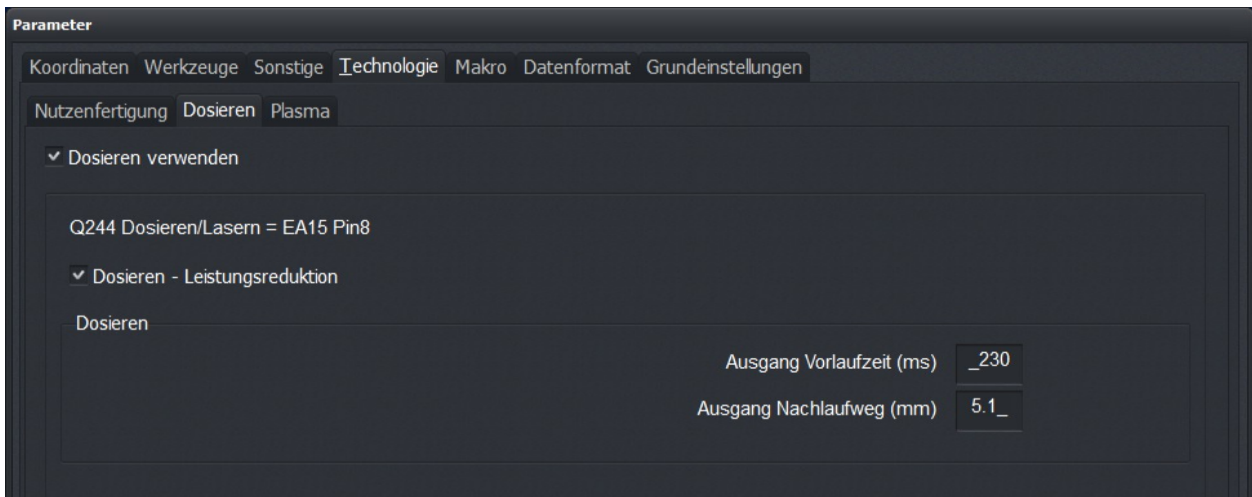 Parameter
Koordinaten Werkzeuge Sonstige Technologie Makro Datenformat Grundeinstellungen
Nutzenfertigung Dosieren Plasma
Dosieren verwenden
Q244 Dosieren/Lasern = EA15 Pin8
Dosieren - Leistungsreduktion
Dosieren
Ausgang Vorlaufzeit (ms) _230
Ausgang Nachlaufweg (mm) 5.1_